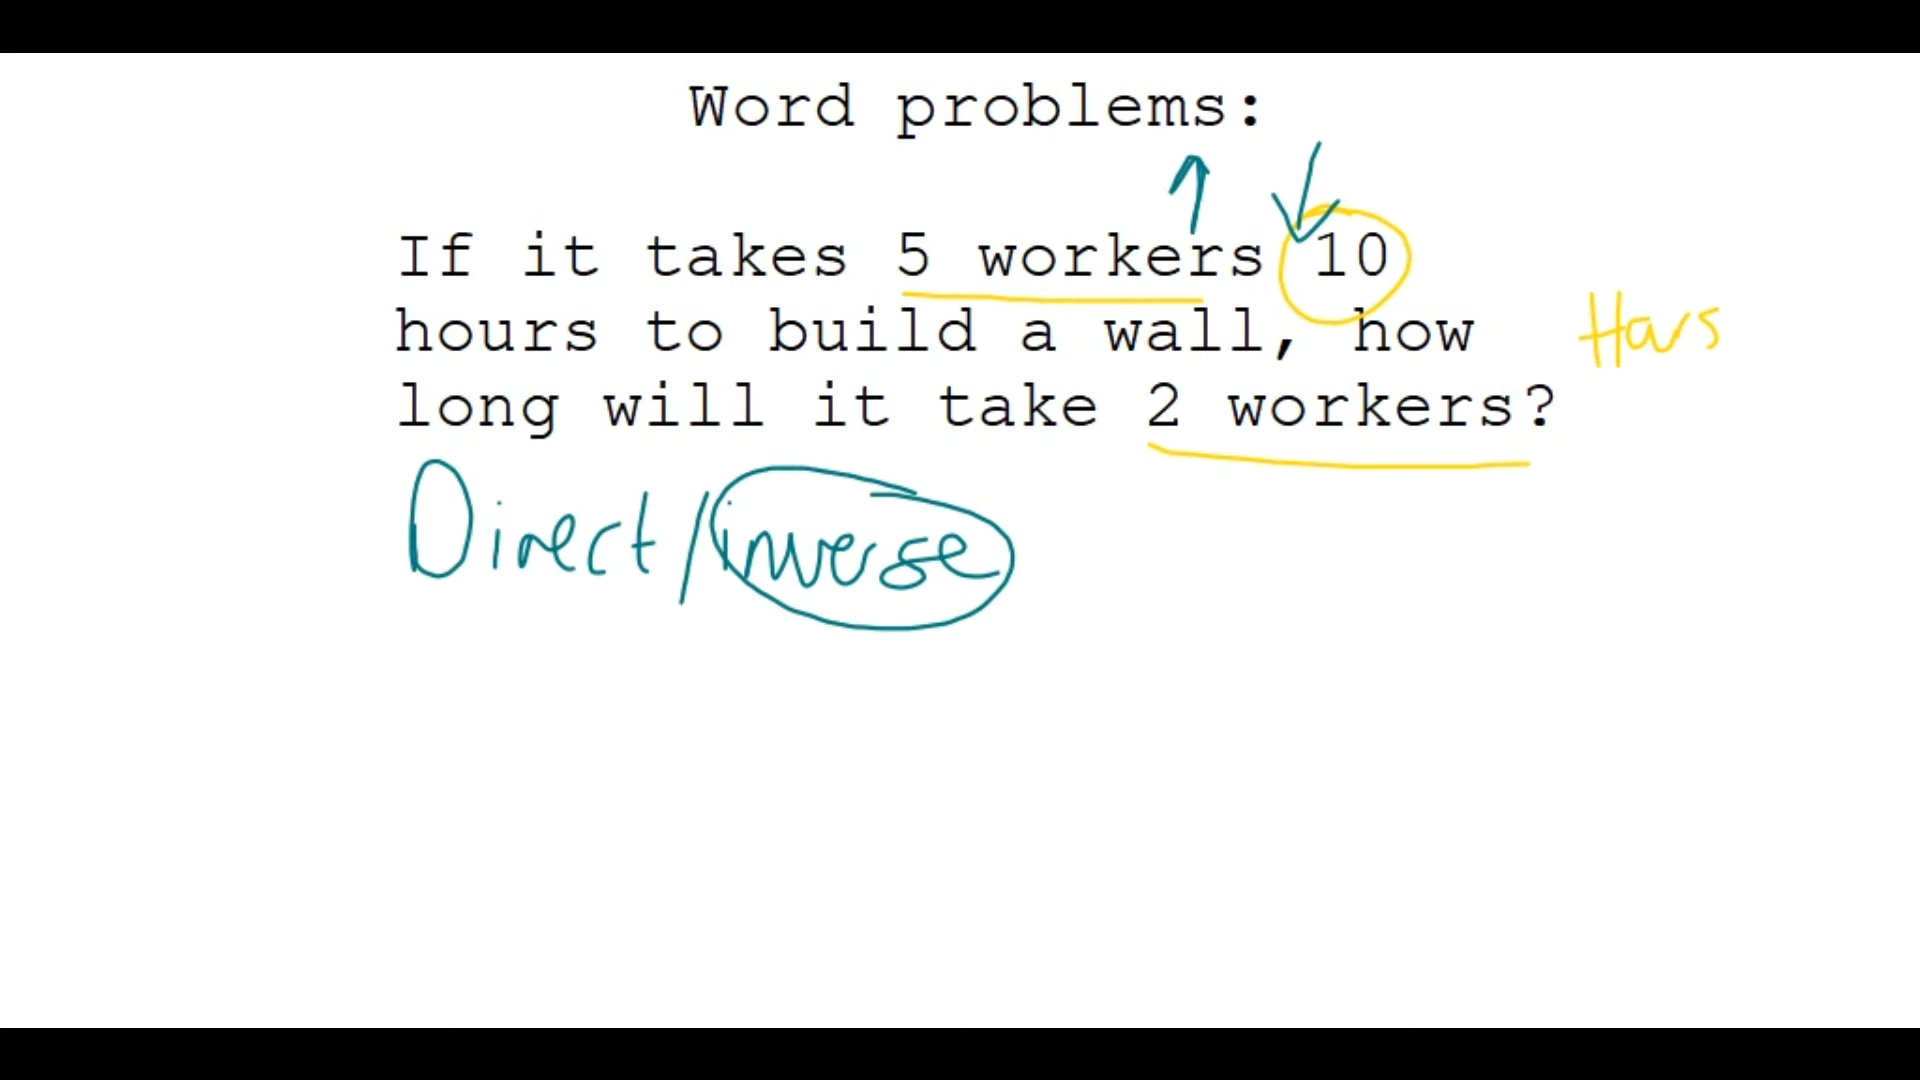 Word problems:
If it takes 5 workers 10
hours to build a wall, how
Hours
long will it take 2 workers?
Direct/inverse